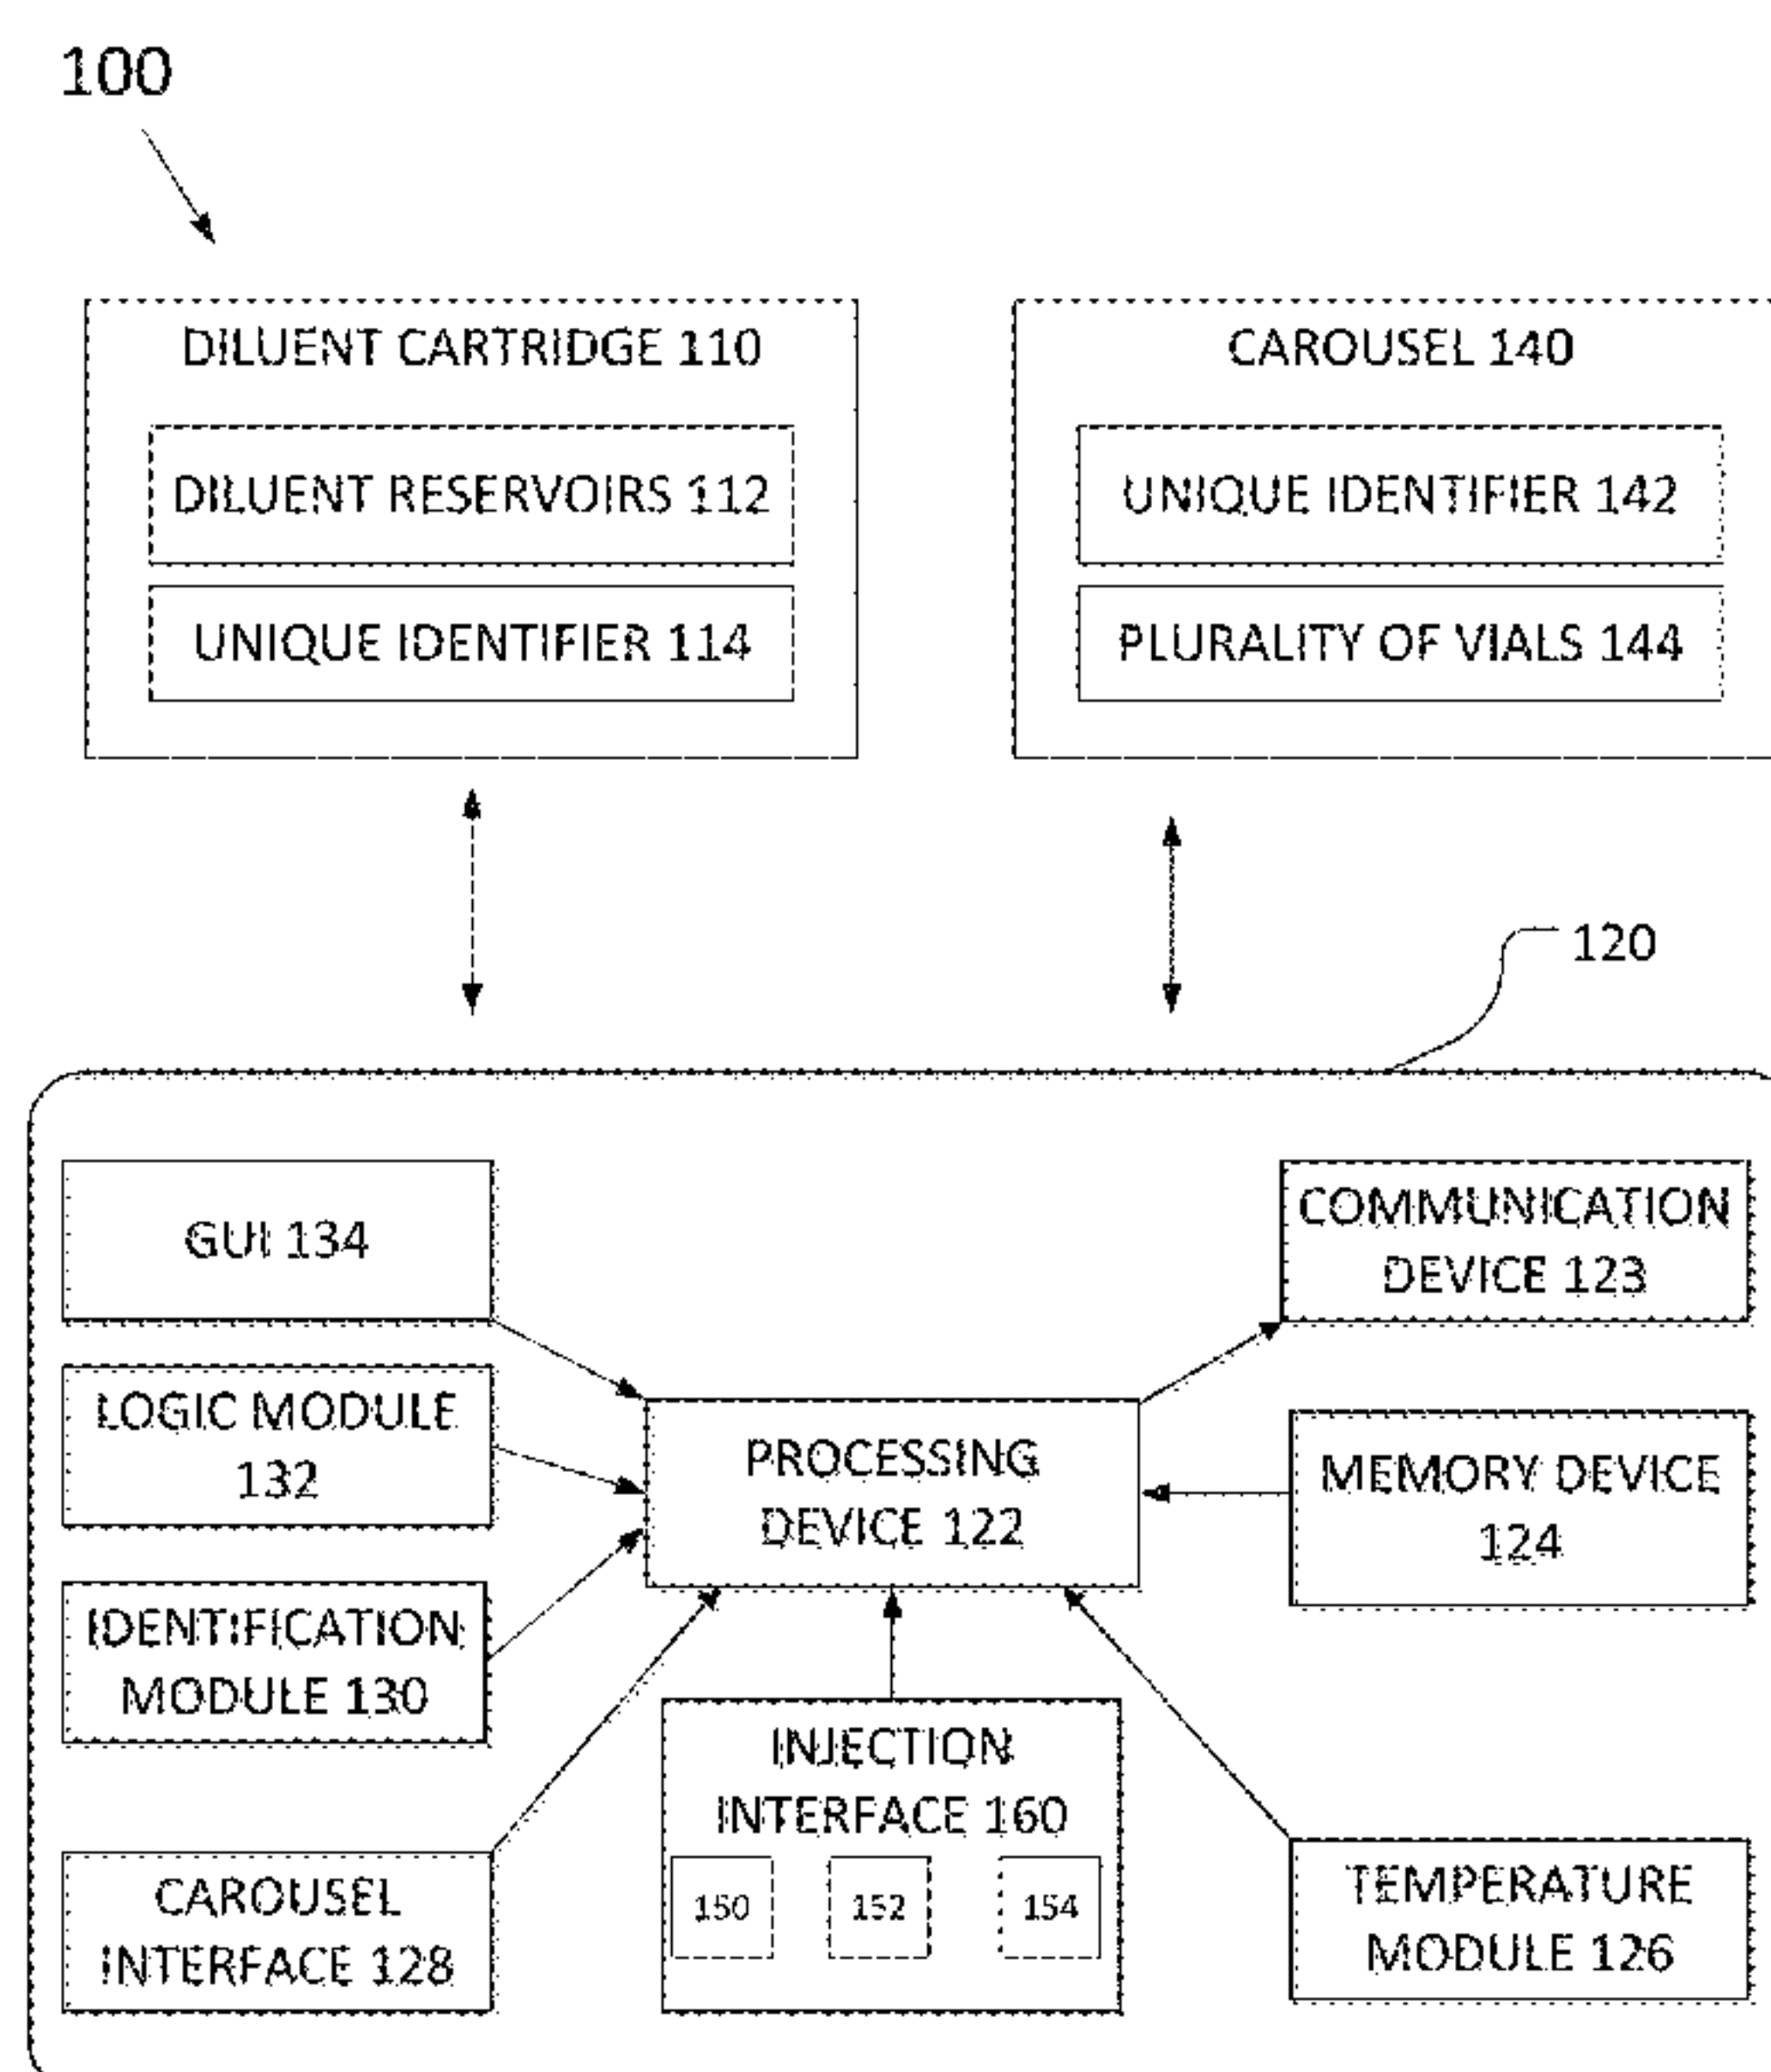 100
DILUENT CARTRIDGE 110
DILUENT RESERVOIRS 112
UNIQUE IDENTIFIER 114
CAROUSEL 140
UNIQUE IDENTIFIER 142
PLURALITY OF VIALS 144
120
GUI 134
LOGIC MODULE
132
IDENTIFICATION
MODULE 130
CAROUSEL
INTERFACE 128
PROCESSING
DEVICE 122
INJECTION
INTERFACE 160
150
152
154
COMMUNICATION
DEVICE 123
MEMORY DEVICE
124
TEMPERATURE
MODULE 126